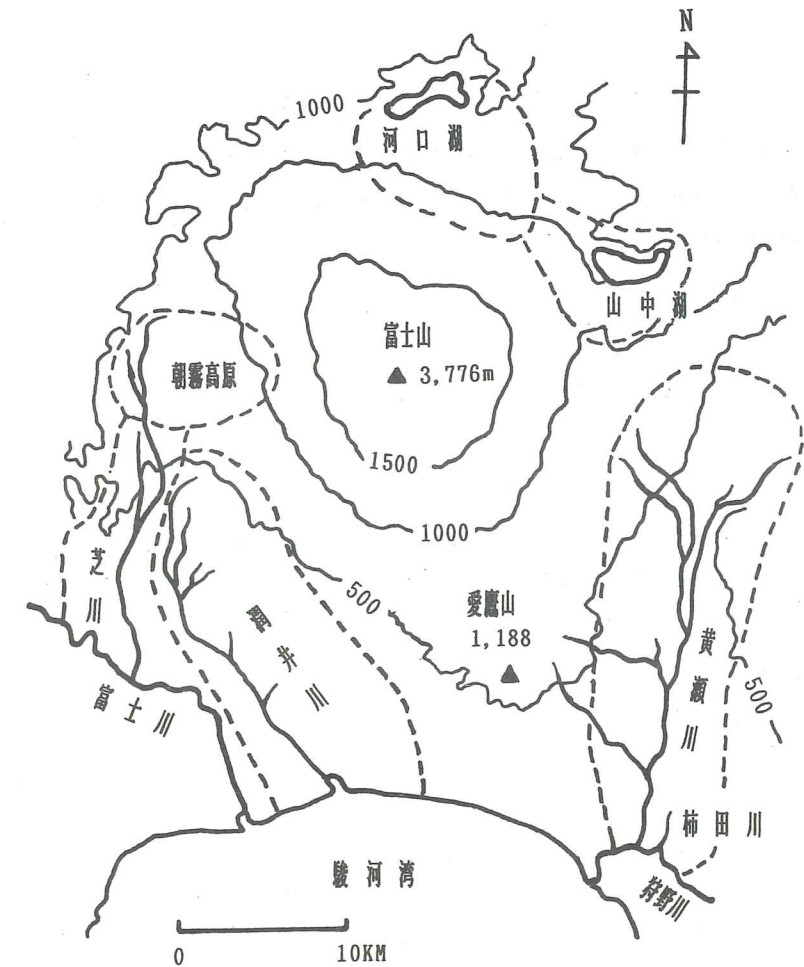 N
1000
河口湖
山中湖
富士山
3,776m
朝霧高原
1500
1000
芝川
500
愛鷹山
1,188
潤井川
黄瀬川
500
富士川
柿田川
駿河湾
狩野川
0 10KM